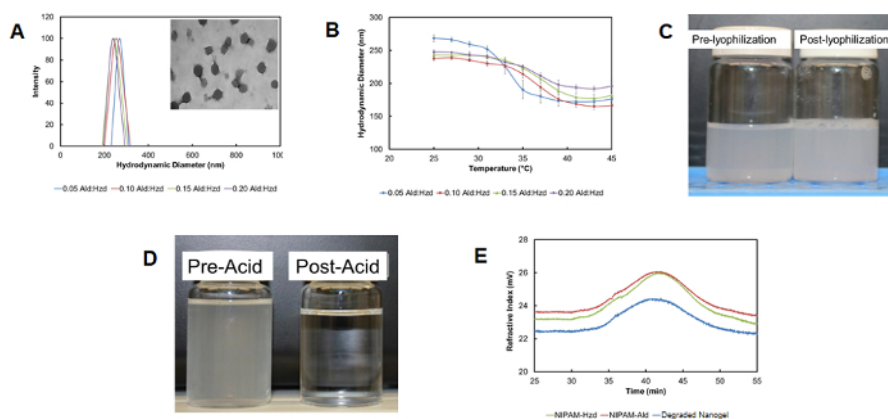 A
100
80
60
40
20
0
Intensity
0 200 400 600 800 1000
Hydrodynamic Diameter (nm)
0.05 Ald:Hzd 0.10 Ald:Hzd 0.15 Ald:Hzd 0.20 Ald:Hzd
B
300
250
200
150
100
Hydrodynamic Diameter (nm)
20 25 30 35 40 45
Temperature (°C)
0.05 Ald:Hzd 0.10 Ald:Hzd 0.15 Ald:Hzd 0.20 Ald:Hzd
C
Pre-lyophilization Post-lyophilization
D
Pre-Acid Post-Acid
E
28
26
24
22
20
Refractive Index (mV)
25 30 35 40 45 50 55
Time (min)
NIPAM-Hzd NIPAM-Ald Degraded Nanogel